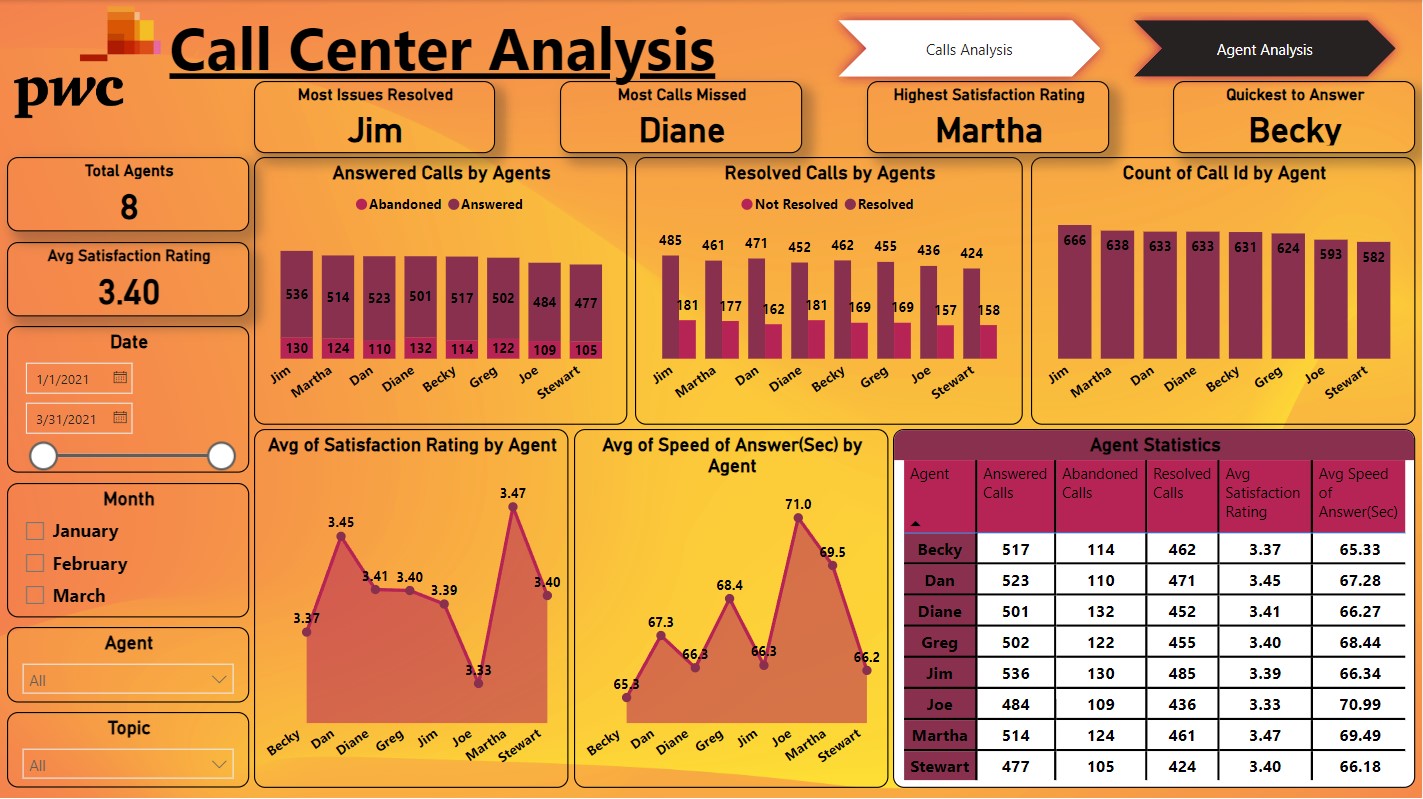 pwc
Call Center Analysis
Calls Analysis
Agent Analysis
Most Issues Resolved
Jim
Most Calls Missed
Diane
Highest Satisfaction Rating
Martha
Quickest to Answer
Becky
Total Agents
8
Avg Satisfaction Rating
3.40
Date
1/1/2021
3/31/2021
Month
January
February
March
Agent
All
Topic
All
Answered Calls by Agents
Abandoned Answered
536 514 523 501 517 502 484 477
130 124 110 132 114 122 109 105
Jim Martha Dan Diane Becky Greg Joe Stewart
Resolved Calls by Agents
Not Resolved Resolved
485 461 471 452 462 455 436 424
181 177 162 181 169 169 157 158
Jim Martha Dan Diane Becky Greg Joe Stewart
Count of Call Id by Agent
666 638 633 633 631 624 593 582
Jim Martha Dan Diane Becky Greg Joe Stewart
Avg of Satisfaction Rating by Agent
3.37 3.45 3.41 3.40 3.39 3.33 3.47 3.40
Becky Dan Diane Greg Jim Joe Martha Stewart
Avg of Speed of Answer(Sec) by
Agent
65.3 67.3 66.3 68.4 66.3 71.0 69.5 66.2
Becky Dan Diane Greg Jim Joe Martha Stewart
Agent Statistics
Agent Answered Calls Abandoned Calls Resolved Calls Avg Satisfaction Rating Avg Speed of Answer(Sec)
Becky 517 114 462 3.37 65.33
Dan 523 110 471 3.45 67.28
Diane 501 132 452 3.41 66.27
Greg 502 122 455 3.40 68.44
Jim 536 130 485 3.39 66.34
Joe 484 109 436 3.33 70.99
Martha 514 124 461 3.47 69.49
Stewart 477 105 424 3.40 66.18